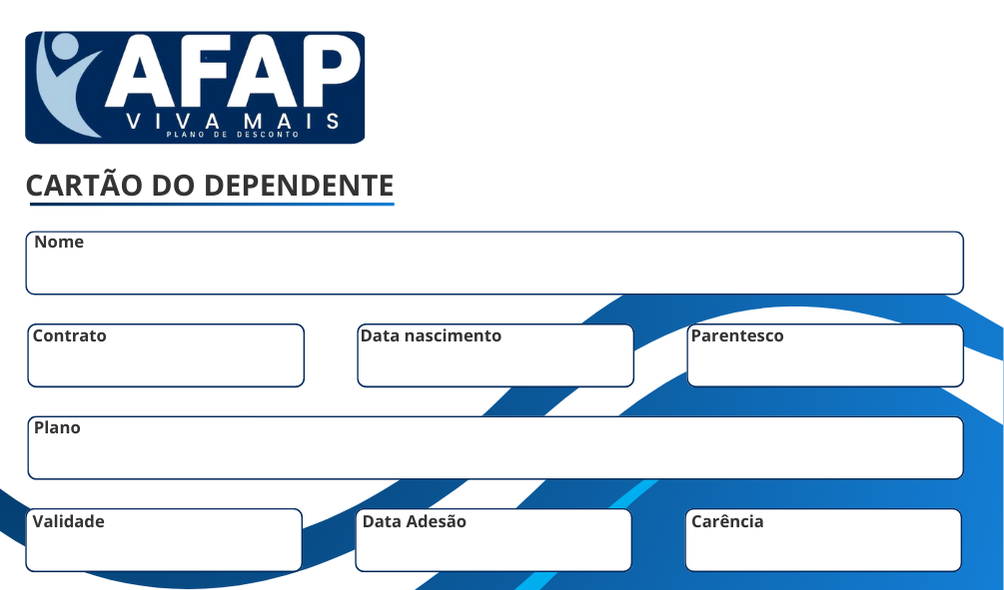 AFAP
VIVA MAIS
PLANO DE DESCONTO
CARTÃO DO DEPENDENTE
Nome
Contrato
Data nascimento
Parentesco
Plano
Validade
Data Adesão
Carência